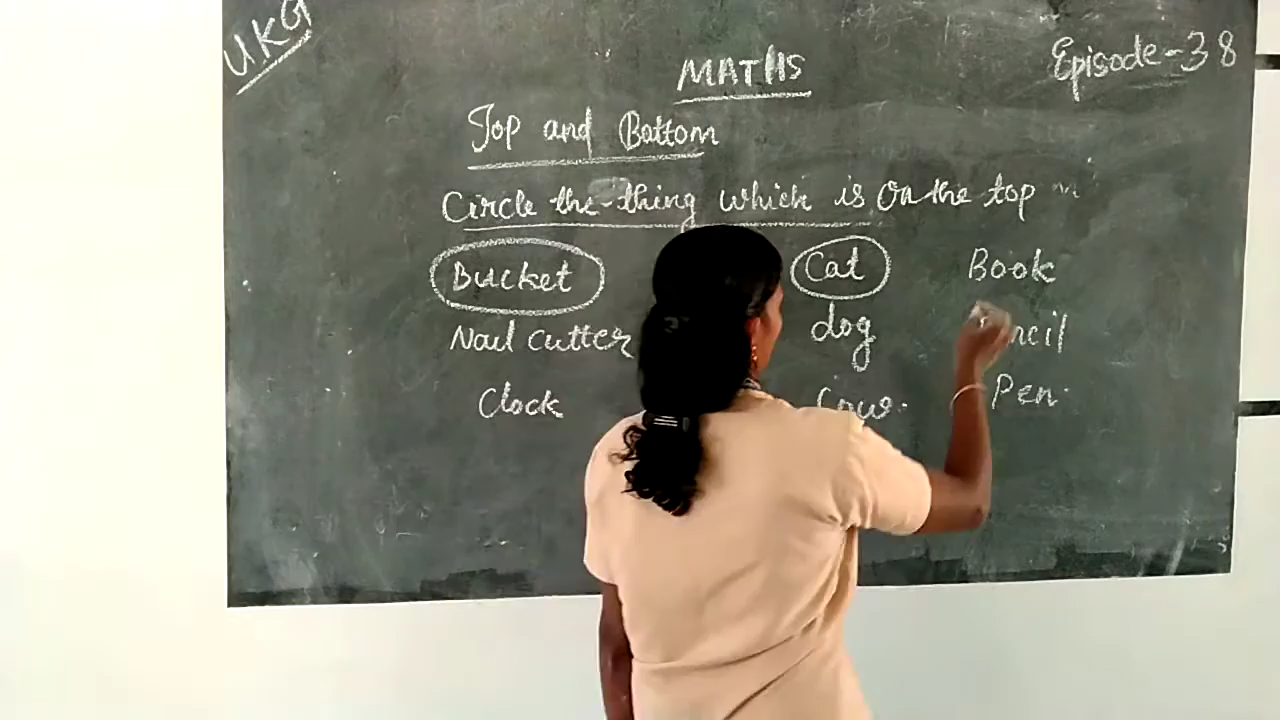 UKG
MATHS
Episode-38
Top and Bottom
Circle the thing which is On the top
Bucket Cat Book
Nail cutter dog
Clock Cow. Pen.